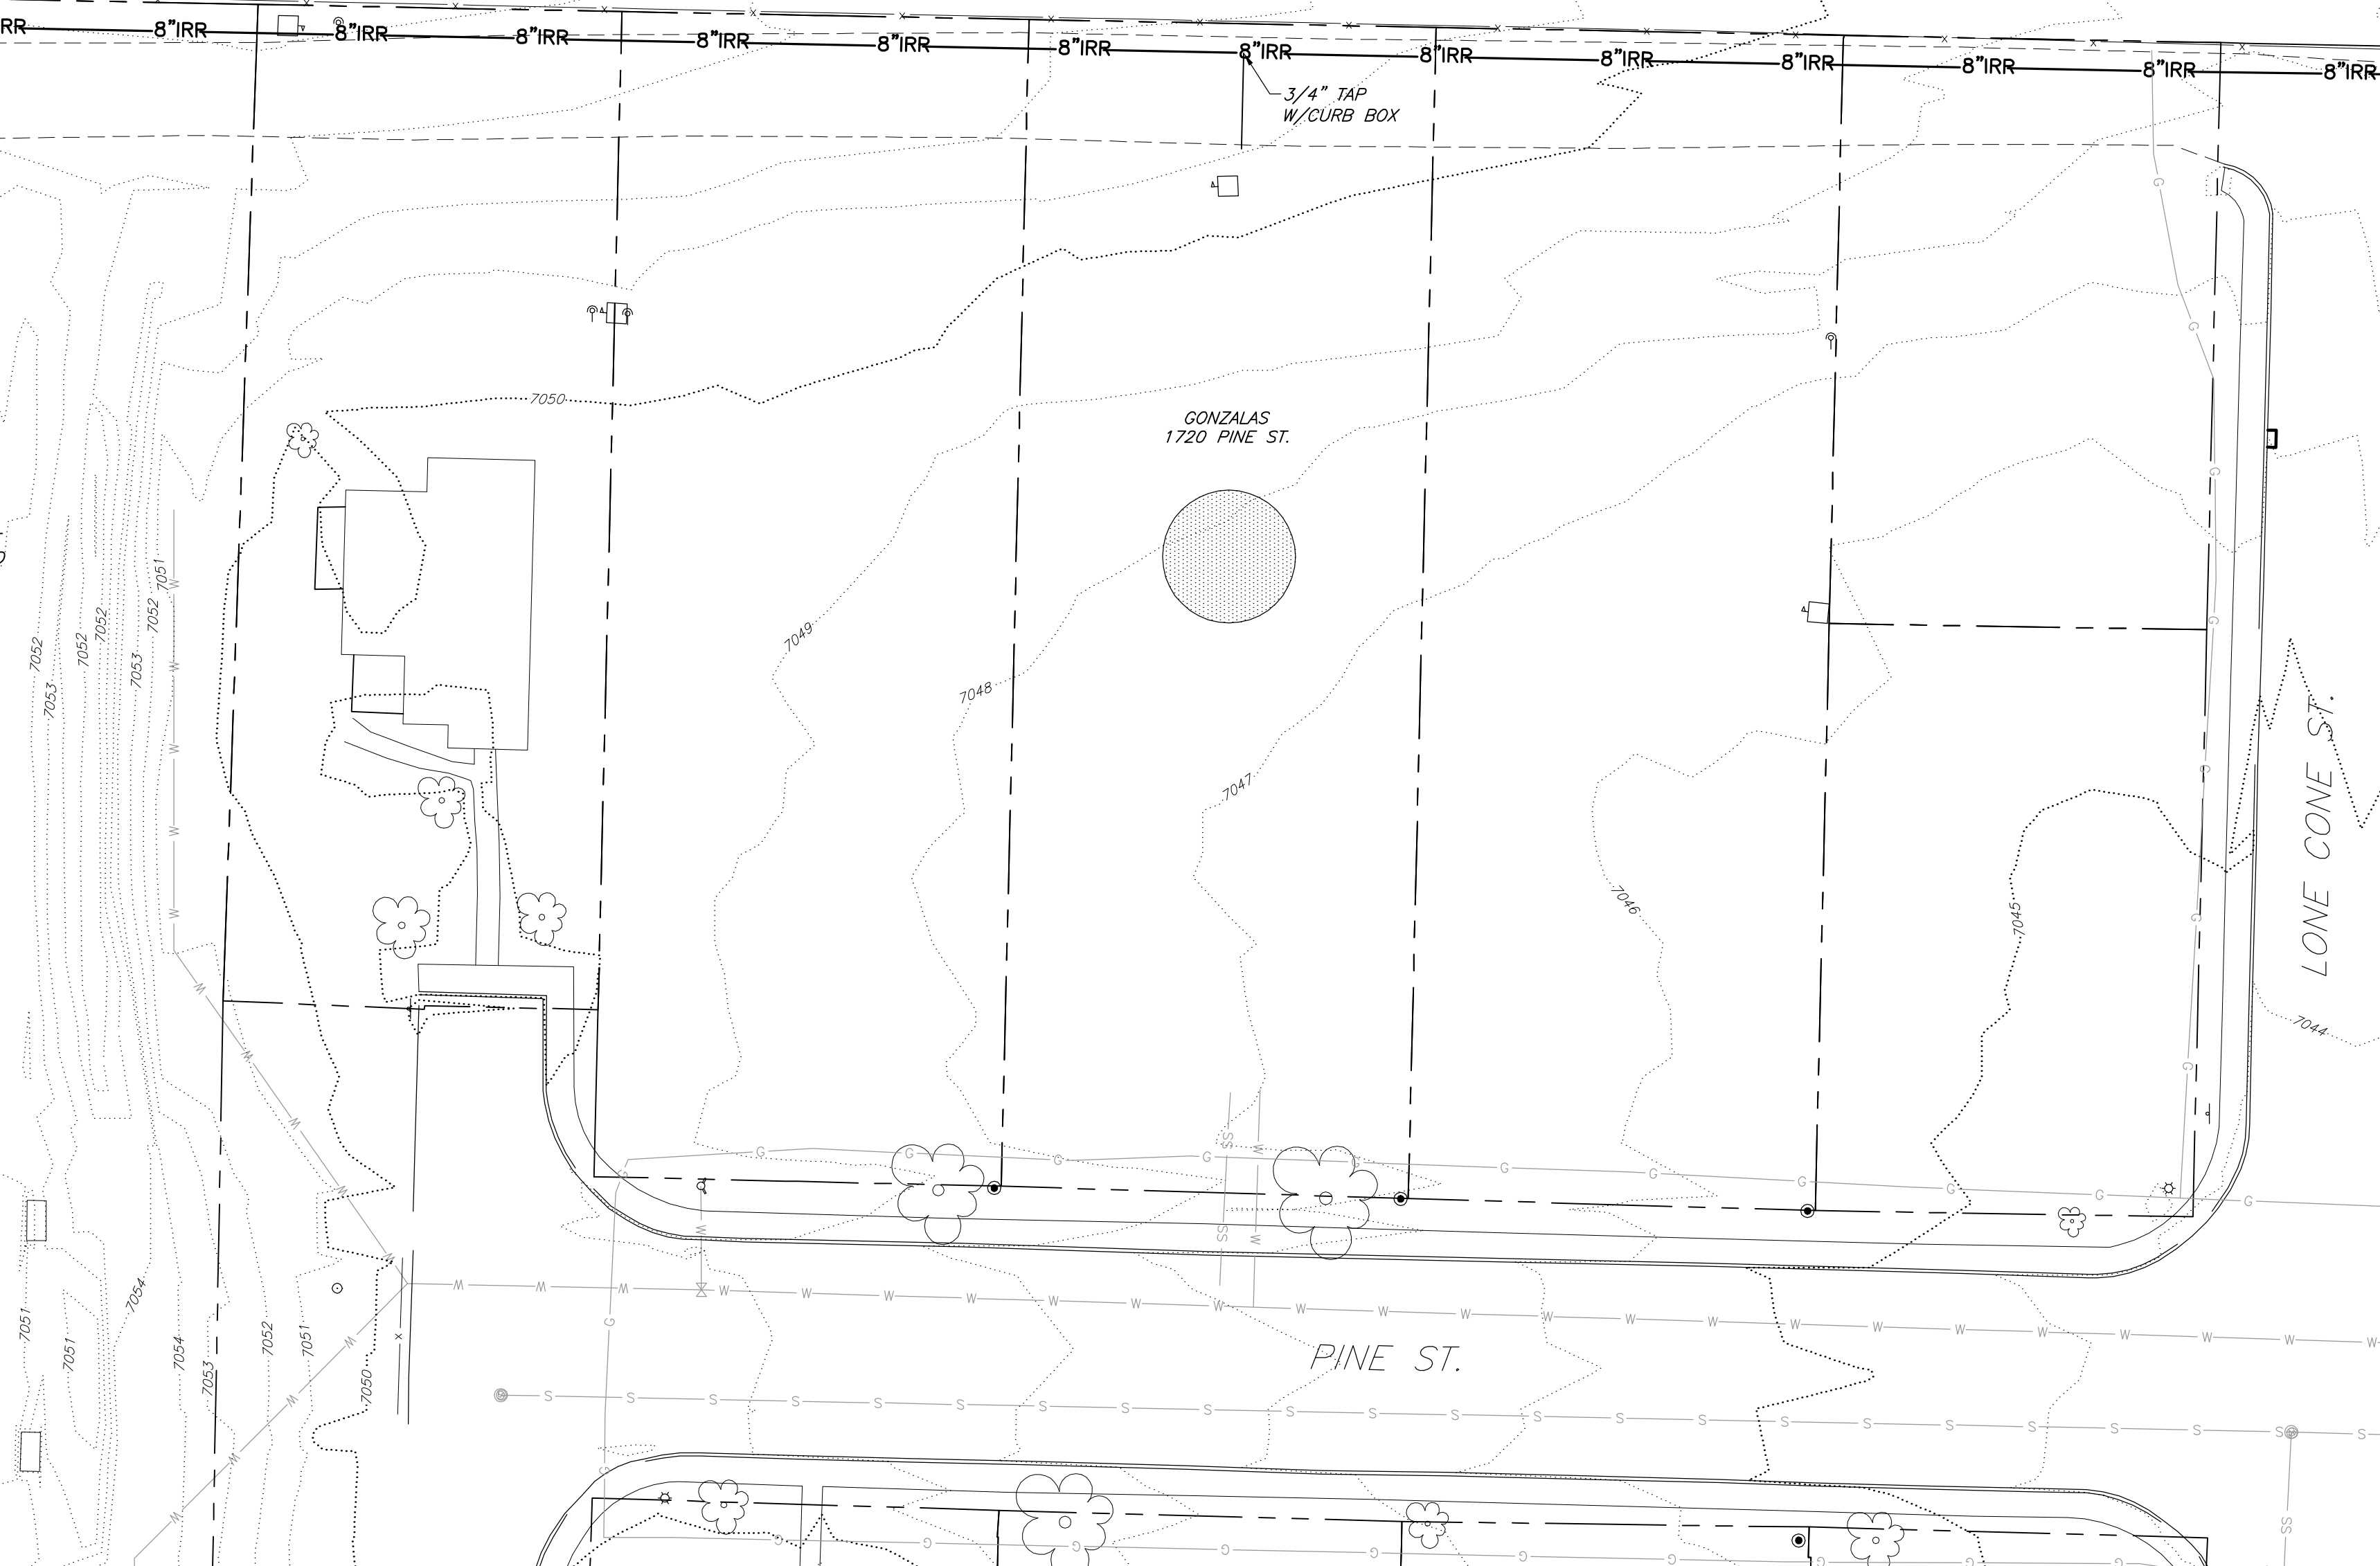 RR 8"IRR 8"IRR 8"IRR 8"IRR 8"IRR 8"IRR 8"IRR 8"IRR 8"IRR 8"IRR 8"IRR 8"IRR 8"IRR
3/4" TAP
W/CURB BOX
7050
GONZALAS
1720 PINE ST.
7051
7052
7052
7052
7052
7053
7053
7049
7048
7047
7046
7045
LONE CONE ST.
7044
G G G G G G G G
W W W W W W W W W W
G G G G G G G G G G G
SS W
SS W
W
W W W W W W W W W W W W W W W W W W W W W W W W
7054
7051
7051
7054
7053
7052
7051
7050
PINE ST.
G
S S S S S S S S S S S S S S S S S S S S S S S
SS
G
G G G G G G G G G G